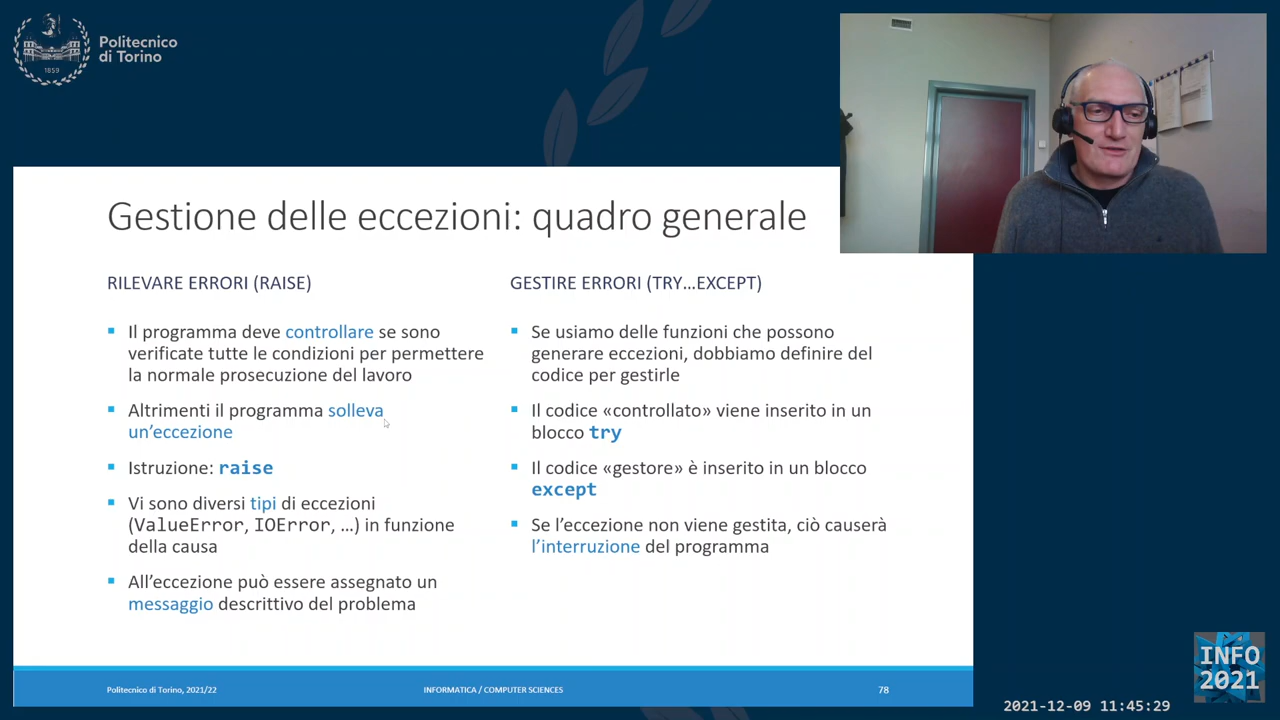 Politecnico
di Torino
1859
Gestione delle eccezioni: quadro generale
RILEVARE ERRORI (RAISE)
▪ Il programma deve controllare se sono
verificate tutte le condizioni per permettere
la normale prosecuzione del lavoro
▪ Altrimenti il programma solleva
un’eccezione
▪ Istruzione: raise
▪ Vi sono diversi tipi di eccezioni
(ValueError, IOError, …) in funzione
della causa
▪ All’eccezione può essere assegnato un
messaggio descrittivo del problema
GESTIRE ERRORI (TRY…EXCEPT)
▪ Se usiamo delle funzioni che possono
generare eccezioni, dobbiamo definire del
codice per gestirle
▪ Il codice «controllato» viene inserito in un
blocco try
▪ Il codice «gestore» è inserito in un blocco
except
▪ Se l’eccezione non viene gestita, ciò causerà
l’interruzione del programma
Politecnico di Torino, 2021/22
INFORMATICA / COMPUTER SCIENCES
78
INFO
2021
2021-12-09 11:45:29